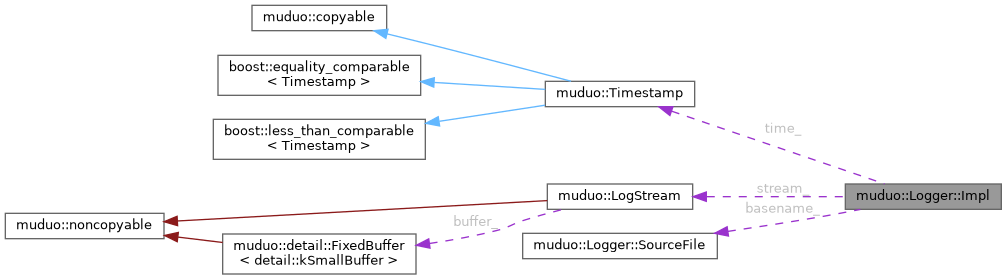 muduo::copyable
boost::equality_comparable
< Timestamp >
muduo::Timestamp
boost::less_than_comparable
< Timestamp >
time_
muduo::LogStream
stream_
muduo::Logger::Impl
basename_
muduo::noncopyable
buffer_
muduo::detail::FixedBuffer
< detail::kSmallBuffer >
muduo::Logger::SourceFile